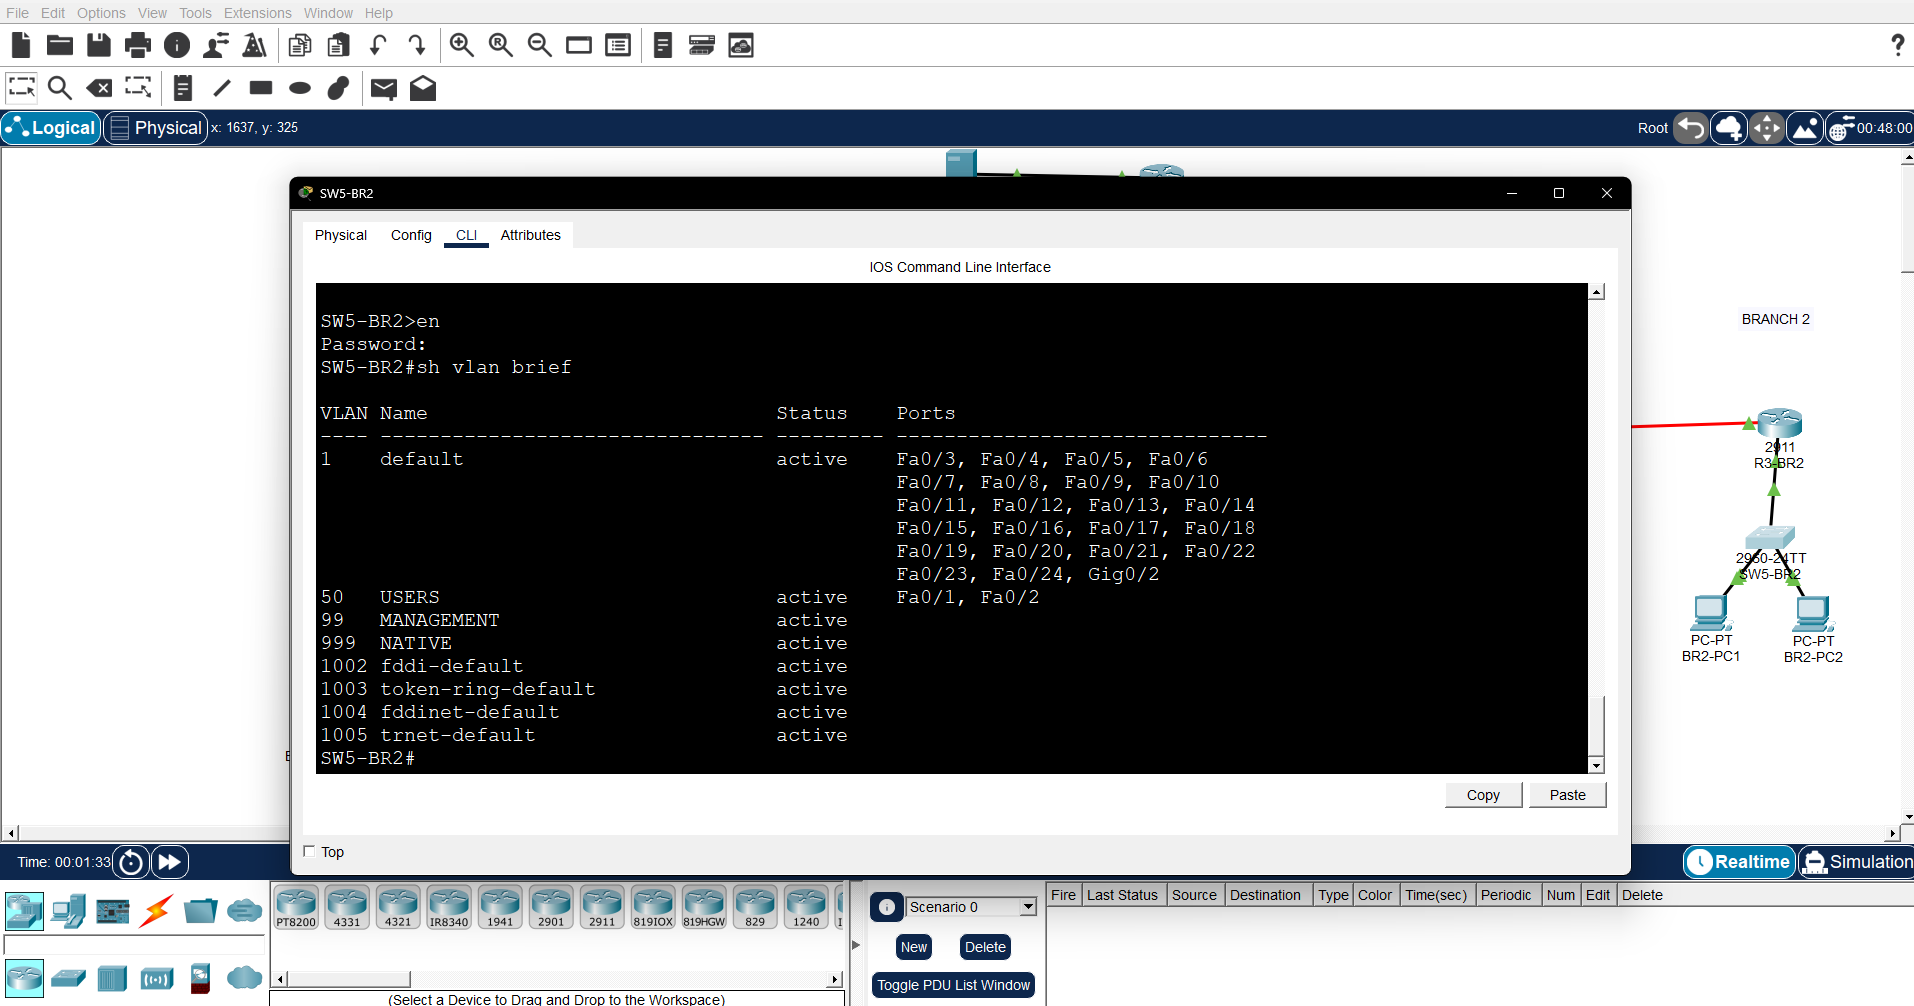 File Edit Options View Tools Extensions Window Help
Logical Physical x: 1637, y: 325 Root 00:48:00
SW5-BR2
Physical Config CLI Attributes
IOS Command Line Interface
SW5-BR2>en
Password:
SW5-BR2#sh vlan brief
VLAN Name Status Ports
---- -------------------------------- --------- -------------------------------
1 default active Fa0/3, Fa0/4, Fa0/5, Fa0/6
Fa0/7, Fa0/8, Fa0/9, Fa0/10
Fa0/11, Fa0/12, Fa0/13, Fa0/14
Fa0/15, Fa0/16, Fa0/17, Fa0/18
Fa0/19, Fa0/20, Fa0/21, Fa0/22
Fa0/23, Fa0/24, Gig0/2
50 USERS active Fa0/1, Fa0/2
99 MANAGEMENT active
999 NATIVE active
1002 fddi-default active
1003 token-ring-default active
1004 fddinet-default active
1005 trnet-default active
SW5-BR2#
Copy Paste
Top
BRANCH 2
2911
R3-BR2
2960-24TT
SW5-BR2
PC-PT
BR2-PC1
PC-PT
BR2-PC2
Time: 00:01:33 Realtime Simulation
PT8200 4331 4321 IR8340 1941 2901 2911 819IOX 819HGW 829 1240
(Select a Device to Drag and Drop to the Workspace)
Scenario 0
New Delete
Toggle PDU List Window
Fire Last Status Source Destination Type Color Time(sec) Periodic Num Edit Delete